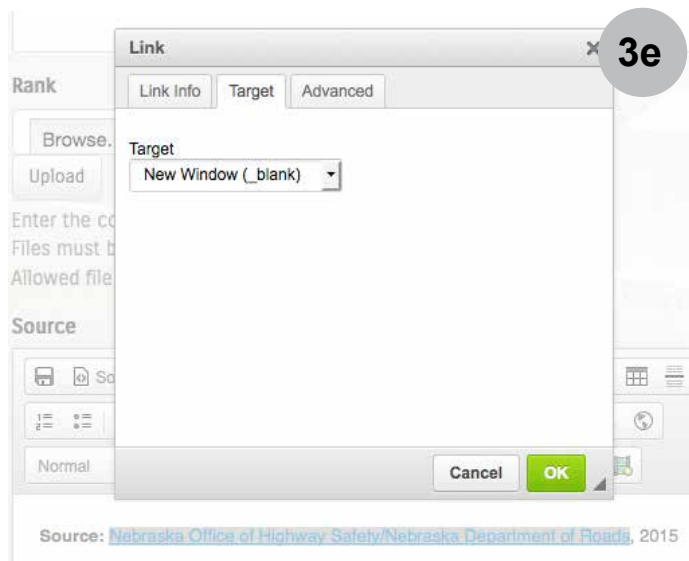 Link
3e
Rank
Link Info
Target
Advanced
Browse.
Target
New Window (_blank)
Upload
Enter the co
Files must b
Allowed file
Source
So
Normal
Cancel
OK
Source: Nebraska Office of Highway Safety/Nebraska Department of Roads, 2015